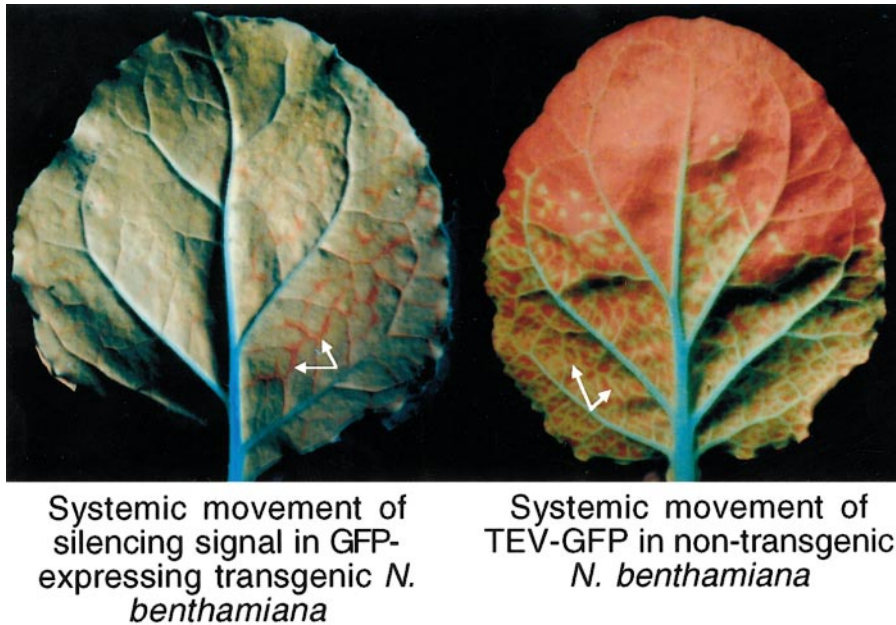 Systemic movement of
silencing signal in GFP-
expressing transgenic N.
benthamiana
Systemic movement of
TEV-GFP in non-transgenic
N. benthamiana